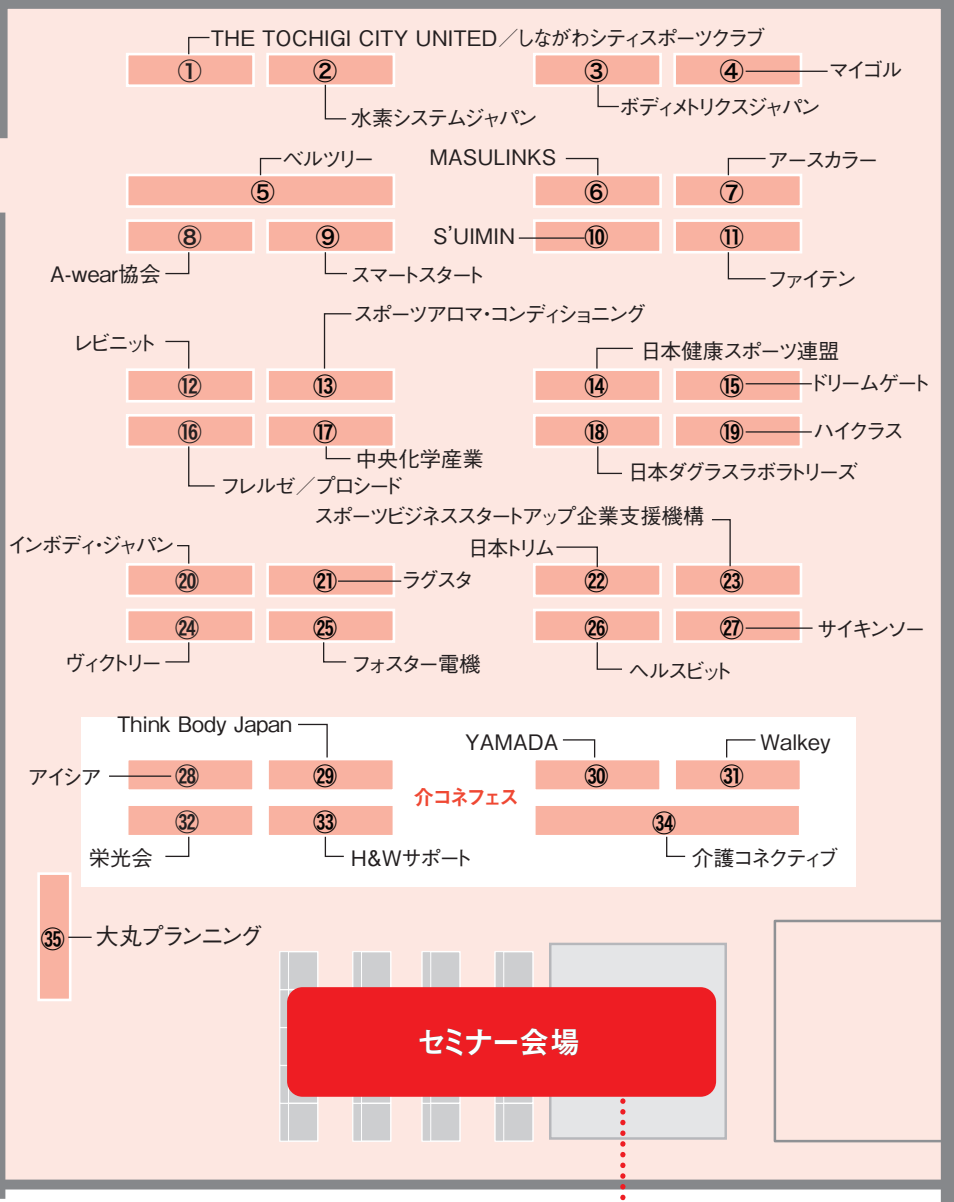 THE TOCHIGI CITY UNITED／しながわシティスポーツクラブ
① ② ③ ④ マイゴル
水素システムジャパン ボディメトリクスジャパン
ベルツリー MASULINKS アースカラー
⑤ ⑥ ⑦
⑧ ⑨ S'UIMIN ⑩ ⑪
A-wear協会 スマートスタート ファイテン
スポーツアロマ・コンディショニング
レビニット 日本健康スポーツ連盟
⑫ ⑬ ⑭ ⑮ ドリームゲート
⑯ ⑰ ⑱ ⑲ ハイクラス
中央化学産業 日本ダグラスラボラトリーズ
フレルゼ／プロシード
スポーツビジネススタートアップ企業支援機構
インボディ・ジャパン 日本トリム
⑳ ㉑ ラグスタ ㉒ ㉓
㉔ ㉕ ㉖ ㉗ サイキンソー
ヴィクトリー フォスター電機 ヘルスビット
Think Body Japan YAMADA Walkey
アイシア ㉘ ㉙ ㉚ ㉛
介コネフェス
㉜ ㉝ ㉞
栄光会 H&Wサポート 介護コネクティブ
㉟ 大丸プランニング
セミナー会場